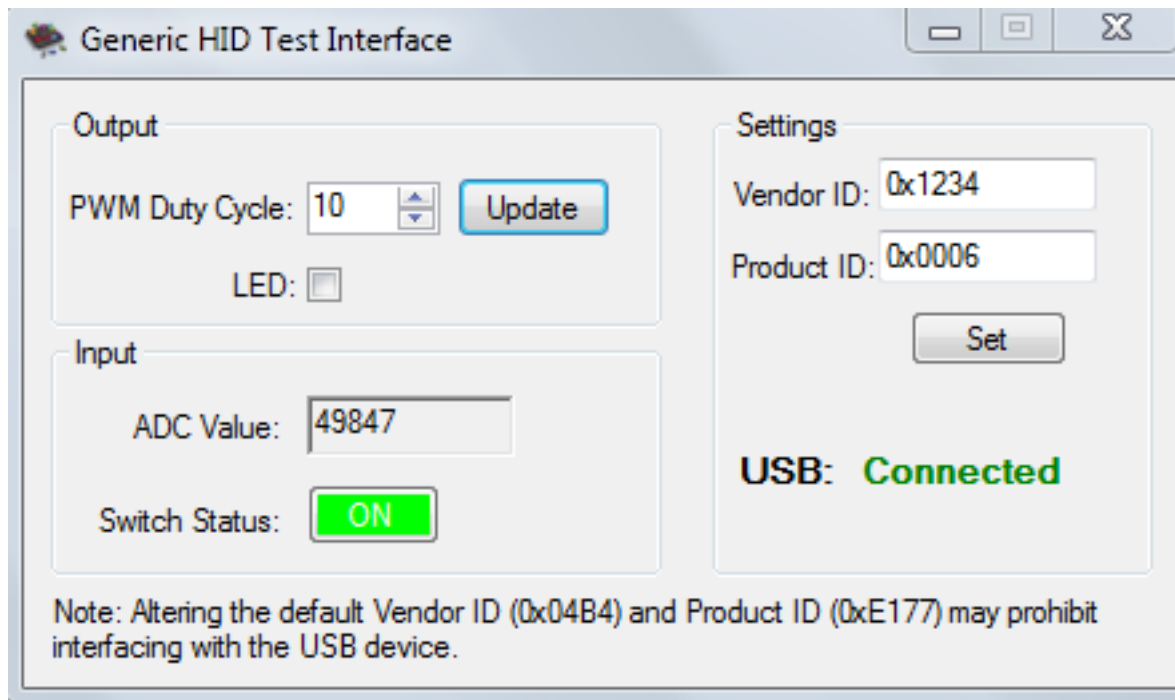 Generic HID Test Interface
Output
PWM Duty Cycle: 10 Update
LED:
Input
ADC Value: 49847
Switch Status: ON
Settings
Vendor ID: 0x1234
Product ID: 0x0006
Set
USB: Connected
Note: Altering the default Vendor ID (0x04B4) and Product ID (0xE177) may prohibit
interfacing with the USB device.